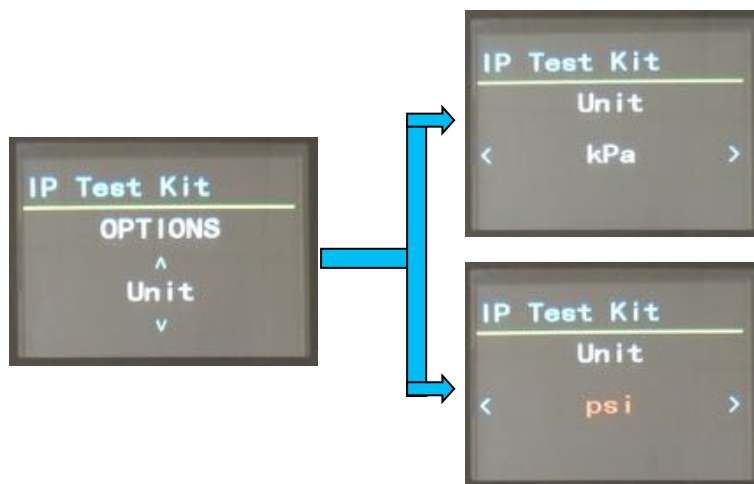 IP Test Kit
OPTIONS
^
Unit
v
IP Test Kit
Unit
< kPa >
IP Test Kit
Unit
< psi >